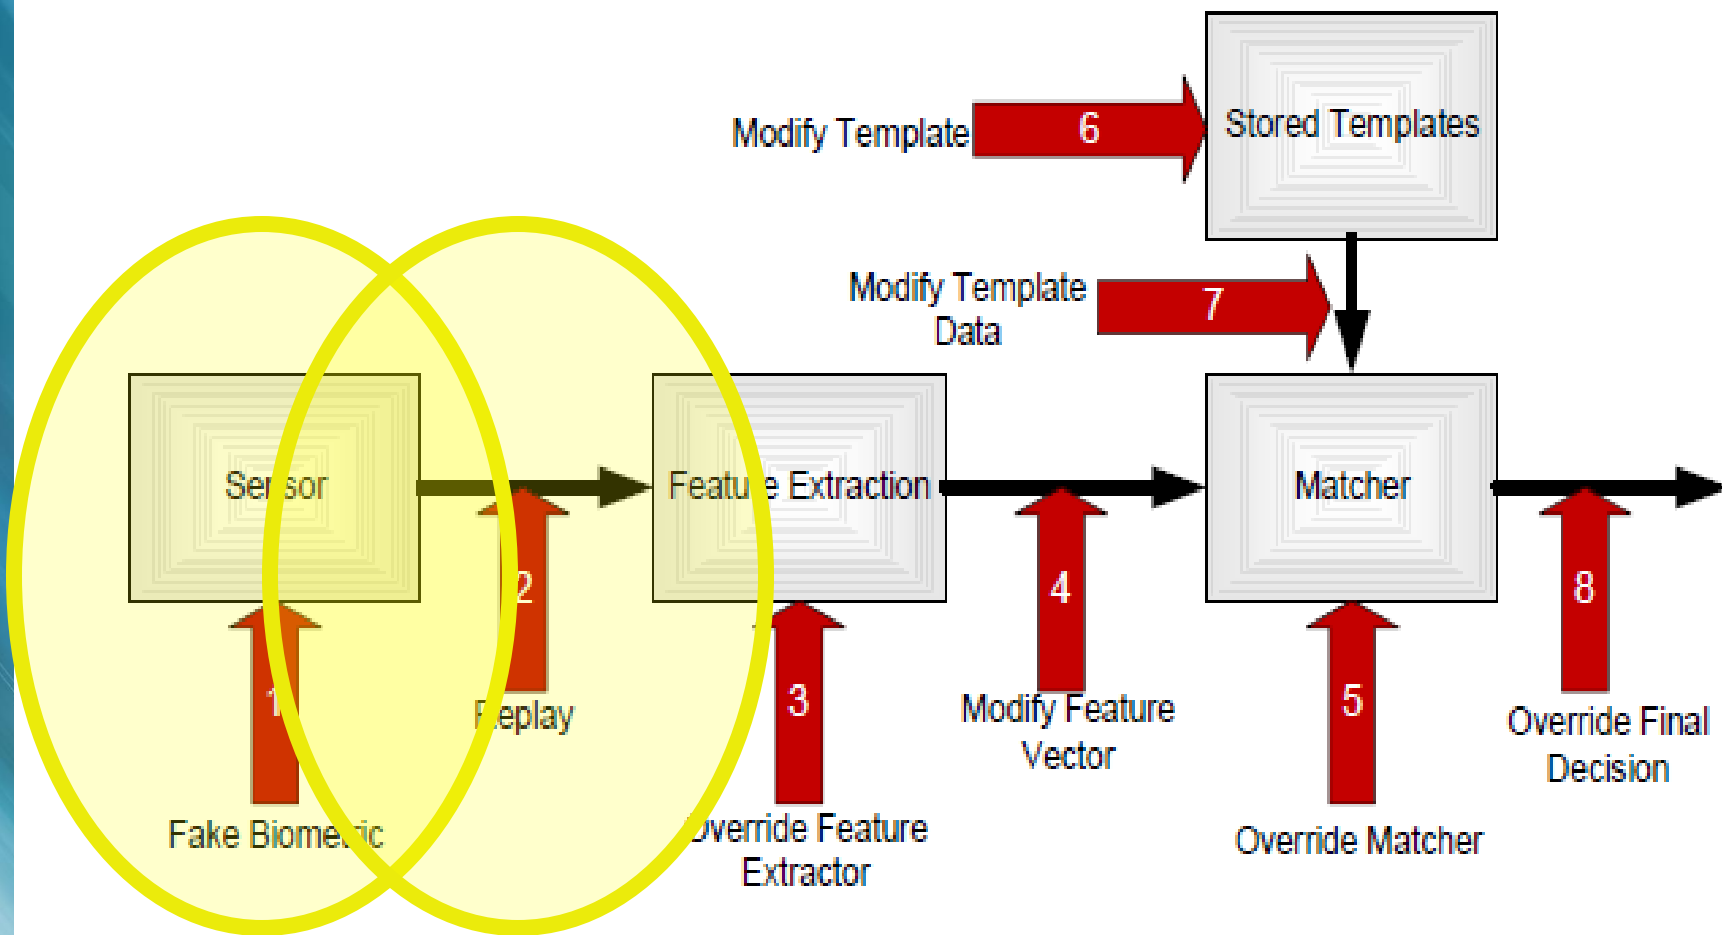 Modify Template
6
Stored Templates
Modify Template
Data
7
Sensor
Feature Extraction
Matcher
1
2
3
4
5
8
Fake Biometric
Replay
Override Feature
Extractor
Modify Feature
Vector
Override Matcher
Override Final
Decision